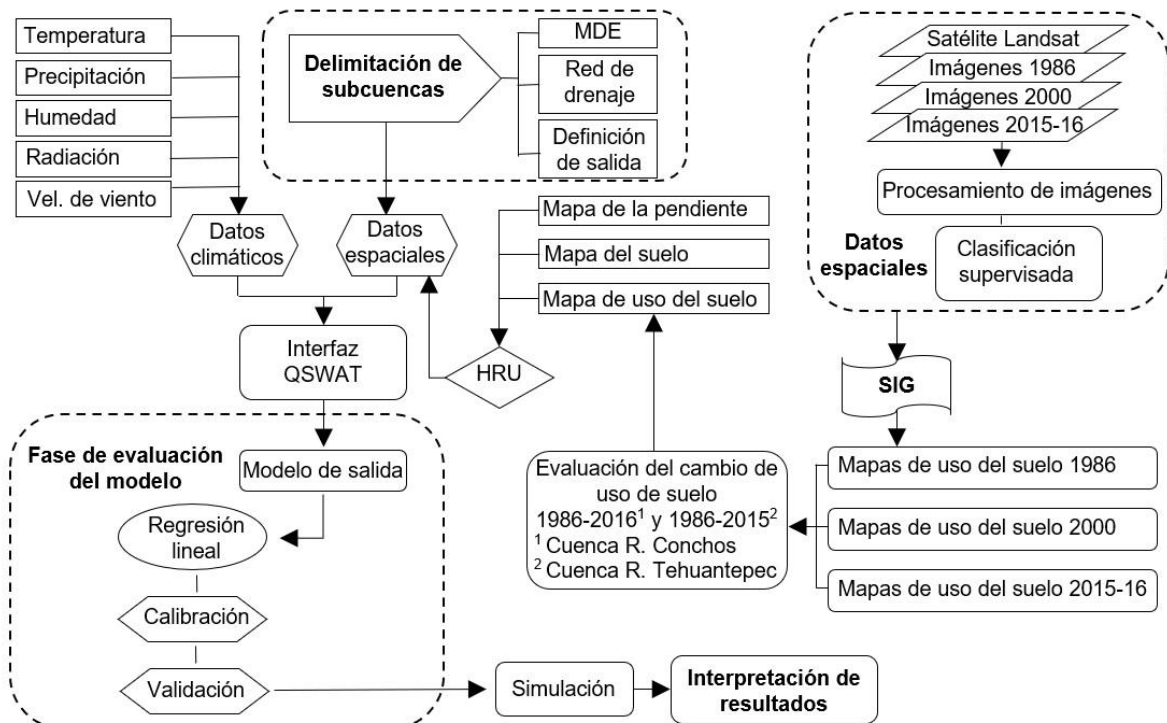 Temperatura
Precipitación
Humedad
Radiación
Vel. de viento
Delimitación de
subcuencas
MDE
Red de
drenaje
Definición
de salida
Satélite Landsat
Imágenes 1986
Imágenes 2000
Imágenes 2015-16
Procesamiento de imágenes
Datos
espaciales
Clasificación
supervisada
Datos
climáticos
Datos
espaciales
Mapa de la pendiente
Mapa del suelo
Mapa de uso del suelo
HRU
Interfaz
QSWAT
SIG
Fase de evaluación
del modelo
Modelo de salida
Regresión
lineal
Calibración
Validación
Evaluación del cambio de
uso de suelo
1986-2016¹ y 1986-2015²
¹ Cuenca R. Conchos
² Cuenca R. Tehuantepec
Mapas de uso del suelo 1986
Mapas de uso del suelo 2000
Mapas de uso del suelo 2015-16
Simulación
Interpretación de
resultados